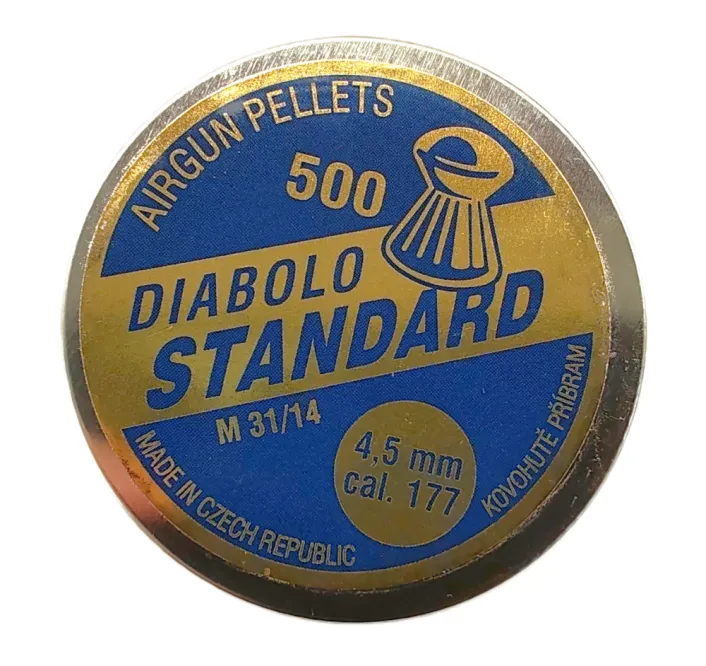 AIRGUN PELLETS
500
DIABOLO
STANDARD
M 31/14
4,5 mm
cal. 177
MADE IN CZECH REPUBLIC
KOVOHUTĚ PŘÍBRAM